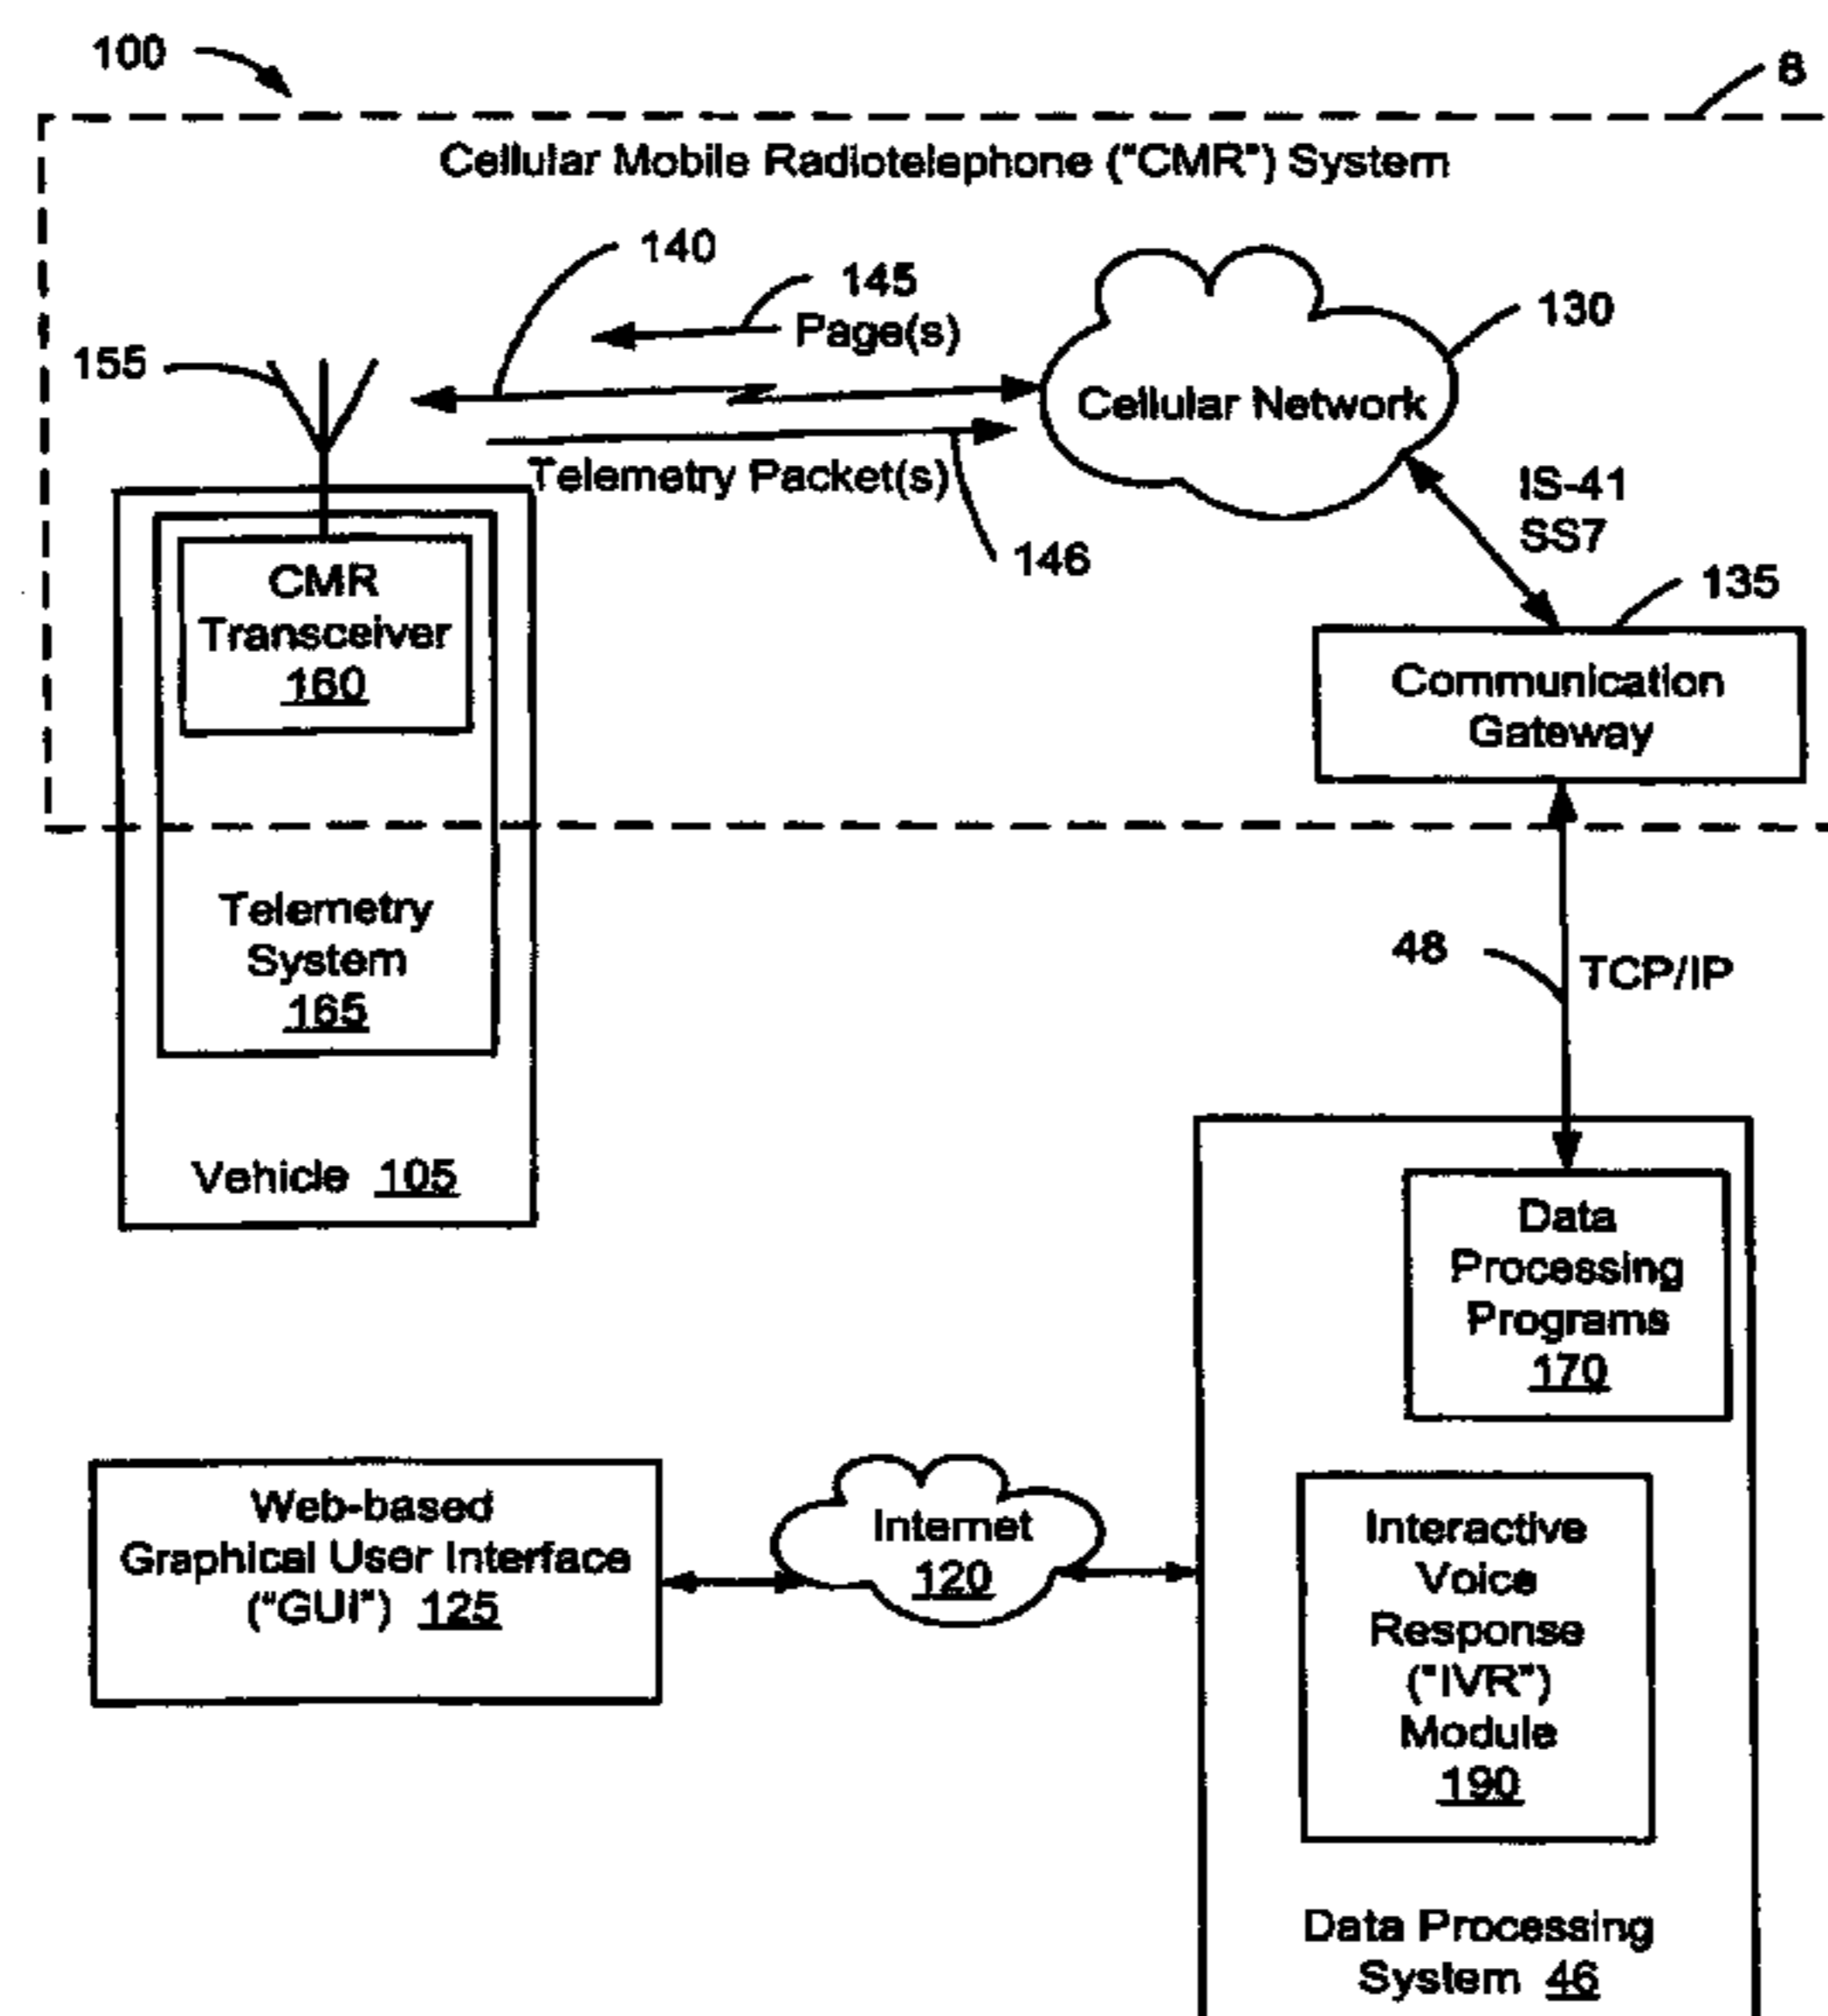 100
8
Cellular Mobile Radiotelephone ("CMR") System
140
145
Page(s)
130
155
Cellular Network
Telemetry Packet(s)
146
IS-41
SS7
135
CMR
Transceiver
160
Communication
Gateway
Telemetry
System
165
48
TCP/IP
Vehicle 105
Data
Processing
Programs
170
Web-based
Graphical User Interface
("GUI") 125
Internet
120
Interactive
Voice
Response
("IVR")
Module
190
Data Processing
System 46